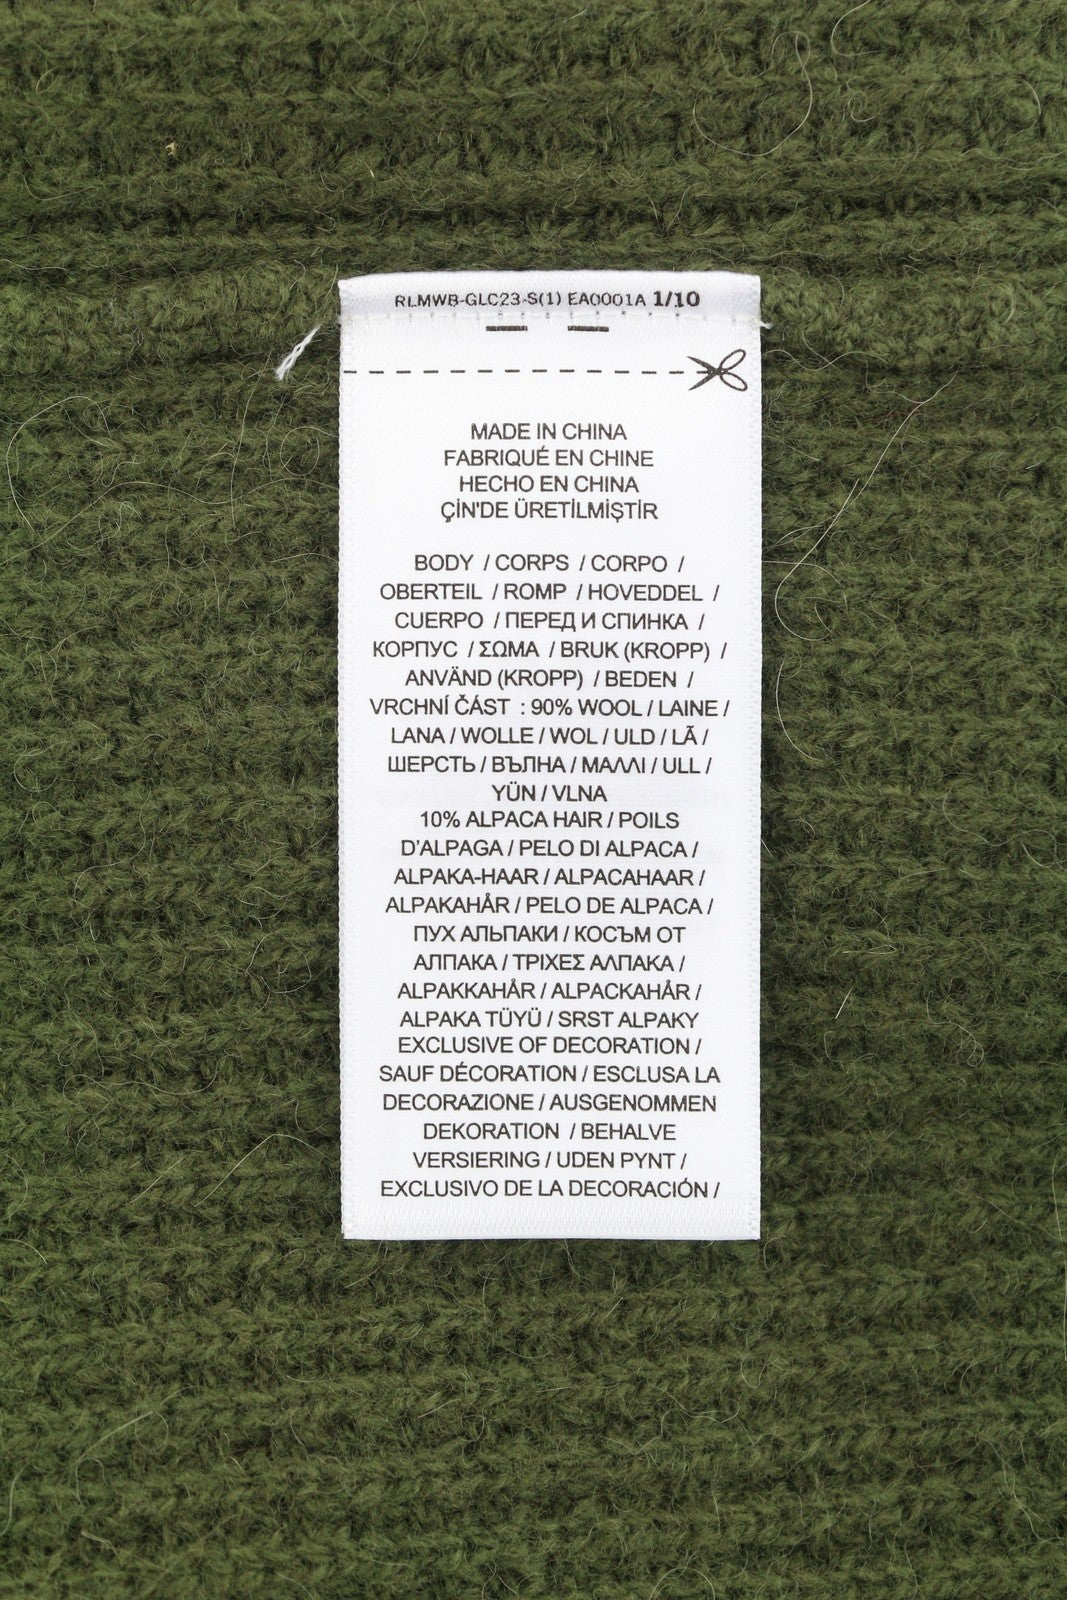 RLMWB-GLC23-S(1) EA0001A 1/10
MADE IN CHINA
FABRIQUÉ EN CHINE
HECHO EN CHINA
ÇİN'DE ÜRETİLMİŞTİR
BODY / CORPS / CORPO /
OBERTEIL / ROMP / HOVEDDEL /
CUERPO / ПЕРЕД И СПИНКА /
КОРПУС / ΣΩΜΑ / BRUK (KROPP) /
ANVÄND (KROPP) / BEDEN /
VRCHNÍ ČÁST : 90% WOOL / LAINE /
LANA / WOLLE / WOL / ULD / LÃ /
ШЕРСТЬ / ВЪЛНА / ΜΑΛΛΙ / ULL /
YÜN / VLNA
10% ALPACA HAIR / POILS
D'ALPAGA / PELO DI ALPACA /
ALPAKA-HAAR / ALPACAHAAR /
ALPAKAHÅR / PELO DE ALPACA /
ПУХ АЛЬПАКИ / КОСЪМ ОТ
АЛПАКА / ΤΡΙΧΕΣ ΑΛΠΑΚΑ /
ALPAKKAHÅR / ALPACKAHÅR /
ALPAKA TÜYÜ / SRST ALPAKY
EXCLUSIVE OF DECORATION /
SAUF DÉCORATION / ESCLUSA LA
DECORAZIONE / AUSGENOMMEN
DEKORATION / BEHALVE
VERSIERING / UDEN PYNT /
EXCLUSIVO DE LA DECORACIÓN /